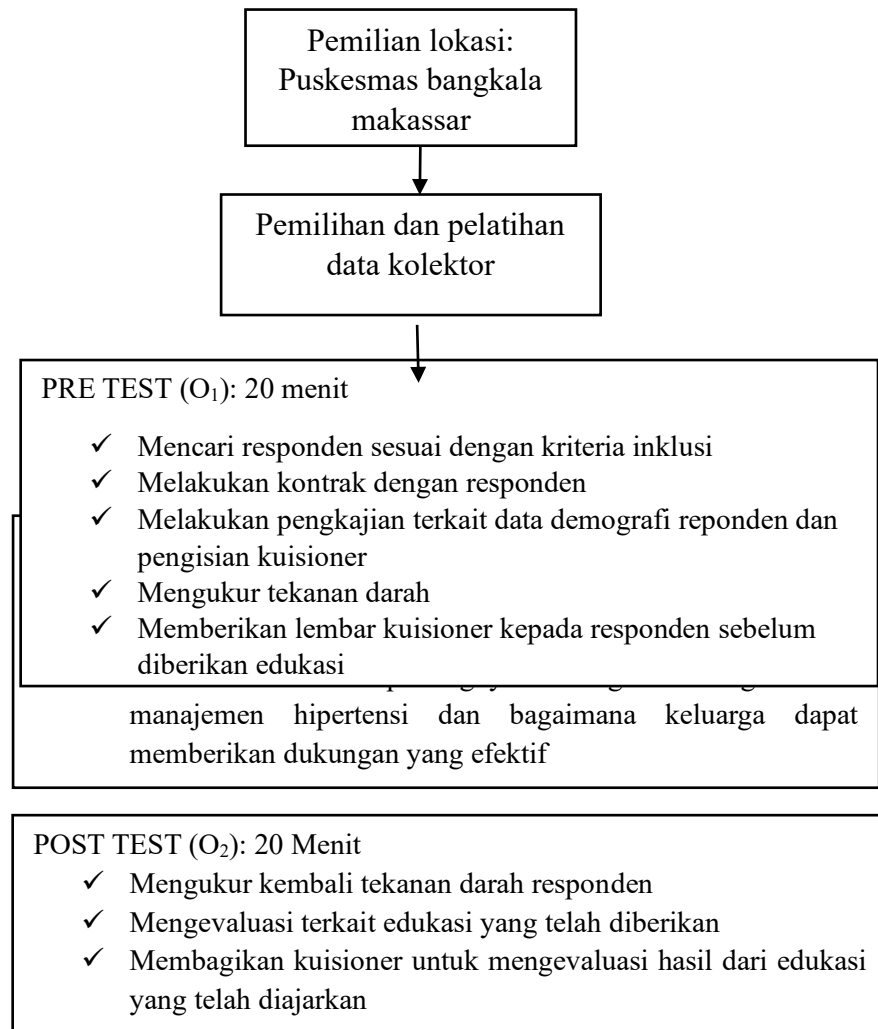 Pemilian lokasi:
Puskesmas bangkala
makassar
Pemilihan dan pelatihan
data kolektor
PRE TEST (O₁): 20 menit
✓ Mencari responden sesuai dengan kriteria inklusi
✓ Melakukan kontrak dengan responden
✓ Melakukan pengkajian terkait data demografi reponden dan
pengisian kuisioner
✓ Mengukur tekanan darah
✓ Memberikan lembar kuisioner kepada responden sebelum
diberikan edukasi
manajemen hipertensi dan bagaimana keluarga dapat
memberikan dukungan yang efektif
POST TEST (O₂): 20 Menit
✓ Mengukur kembali tekanan darah responden
✓ Mengevaluasi terkait edukasi yang telah diberikan
✓ Membagikan kuisioner untuk mengevaluasi hasil dari edukasi
yang telah diajarkan